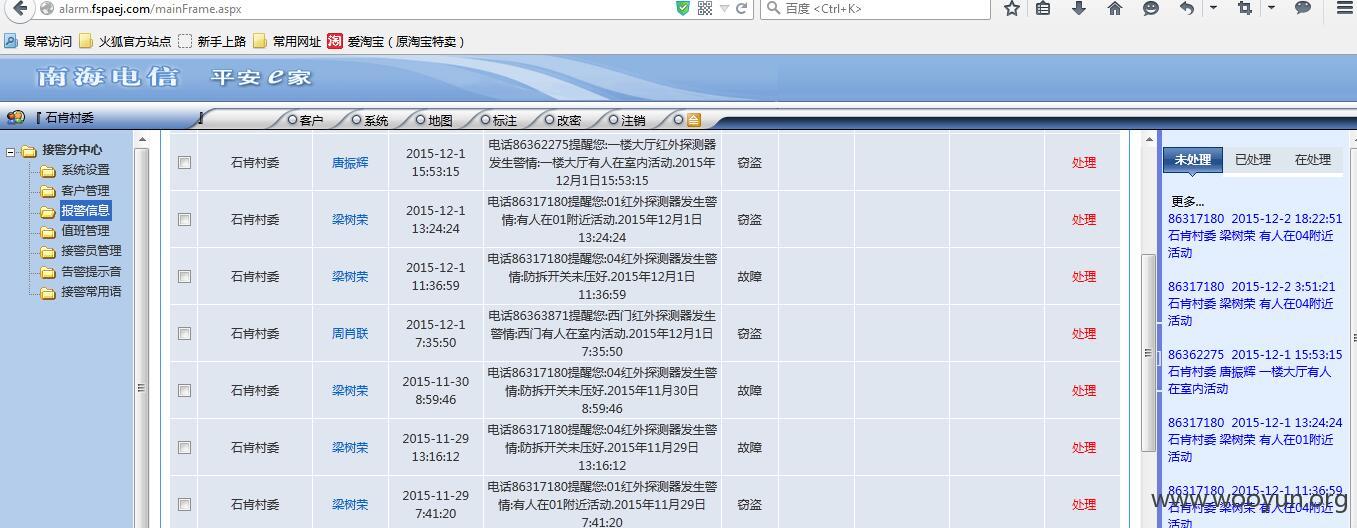 alarm.fspaej.com/mainFrame.aspx
百度 <Ctrl+K>
最常访问 火狐官方站点 新手上路 常用网址 淘 爱淘宝（原淘宝特卖）
南海电信 平安e家
『 石肯村委 』
客户 系统 地图 标注 改密 注销
接警分中心
系统设置
客户管理
报警信息
值班管理
接警员管理
告警提示音
接警常用语
石肯村委 唐振辉 2015-12-1 15:53:15 电话86362275提醒您:一楼大厅红外探测器
发生警情:一楼大厅有人在室内活动.2015年
12月1日15:53:15 窃盗 处理
石肯村委 梁树荣 2015-12-1 13:24:24 电话86317180提醒您:01红外探测器发生警
情:有人在01附近活动.2015年12月1日
13:24:24 窃盗 处理
石肯村委 梁树荣 2015-12-1 11:36:59 电话86317180提醒您:04红外探测器发生警
情:防拆开关未压好.2015年12月1日
11:36:59 故障 处理
石肯村委 周肖联 2015-12-1 7:35:50 电话86363871提醒您:西门红外探测器发生
警情:西门有人在室内活动.2015年12月1日
7:35:50 窃盗 处理
石肯村委 梁树荣 2015-11-30 8:59:46 电话86317180提醒您:04红外探测器发生警
情:防拆开关未压好.2015年11月30日
8:59:46 故障 处理
石肯村委 梁树荣 2015-11-29 13:16:12 电话86317180提醒您:04红外探测器发生警
情:防拆开关未压好.2015年11月29日
13:16:12 故障 处理
石肯村委 梁树荣 2015-11-29 7:41:20 电话86317180提醒您:01红外探测器发生警
情:有人在01附近活动.2015年11月29日
7:41:20 窃盗 处理
未处理 已处理 在处理
更多...
86317180 2015-12-2 18:22:51
石肯村委 梁树荣 有人在04附近
活动
86317180 2015-12-2 3:51:21
石肯村委 梁树荣 有人在04附近
活动
86362275 2015-12-1 15:53:15
石肯村委 唐振辉 一楼大厅有人
在室内活动
86317180 2015-12-1 13:24:24
石肯村委 梁树荣 有人在01附近
活动
86317180 2015-12-1 11:36:59
石肯村委 梁树荣 有人在04附近
活动
www.wooyun.org